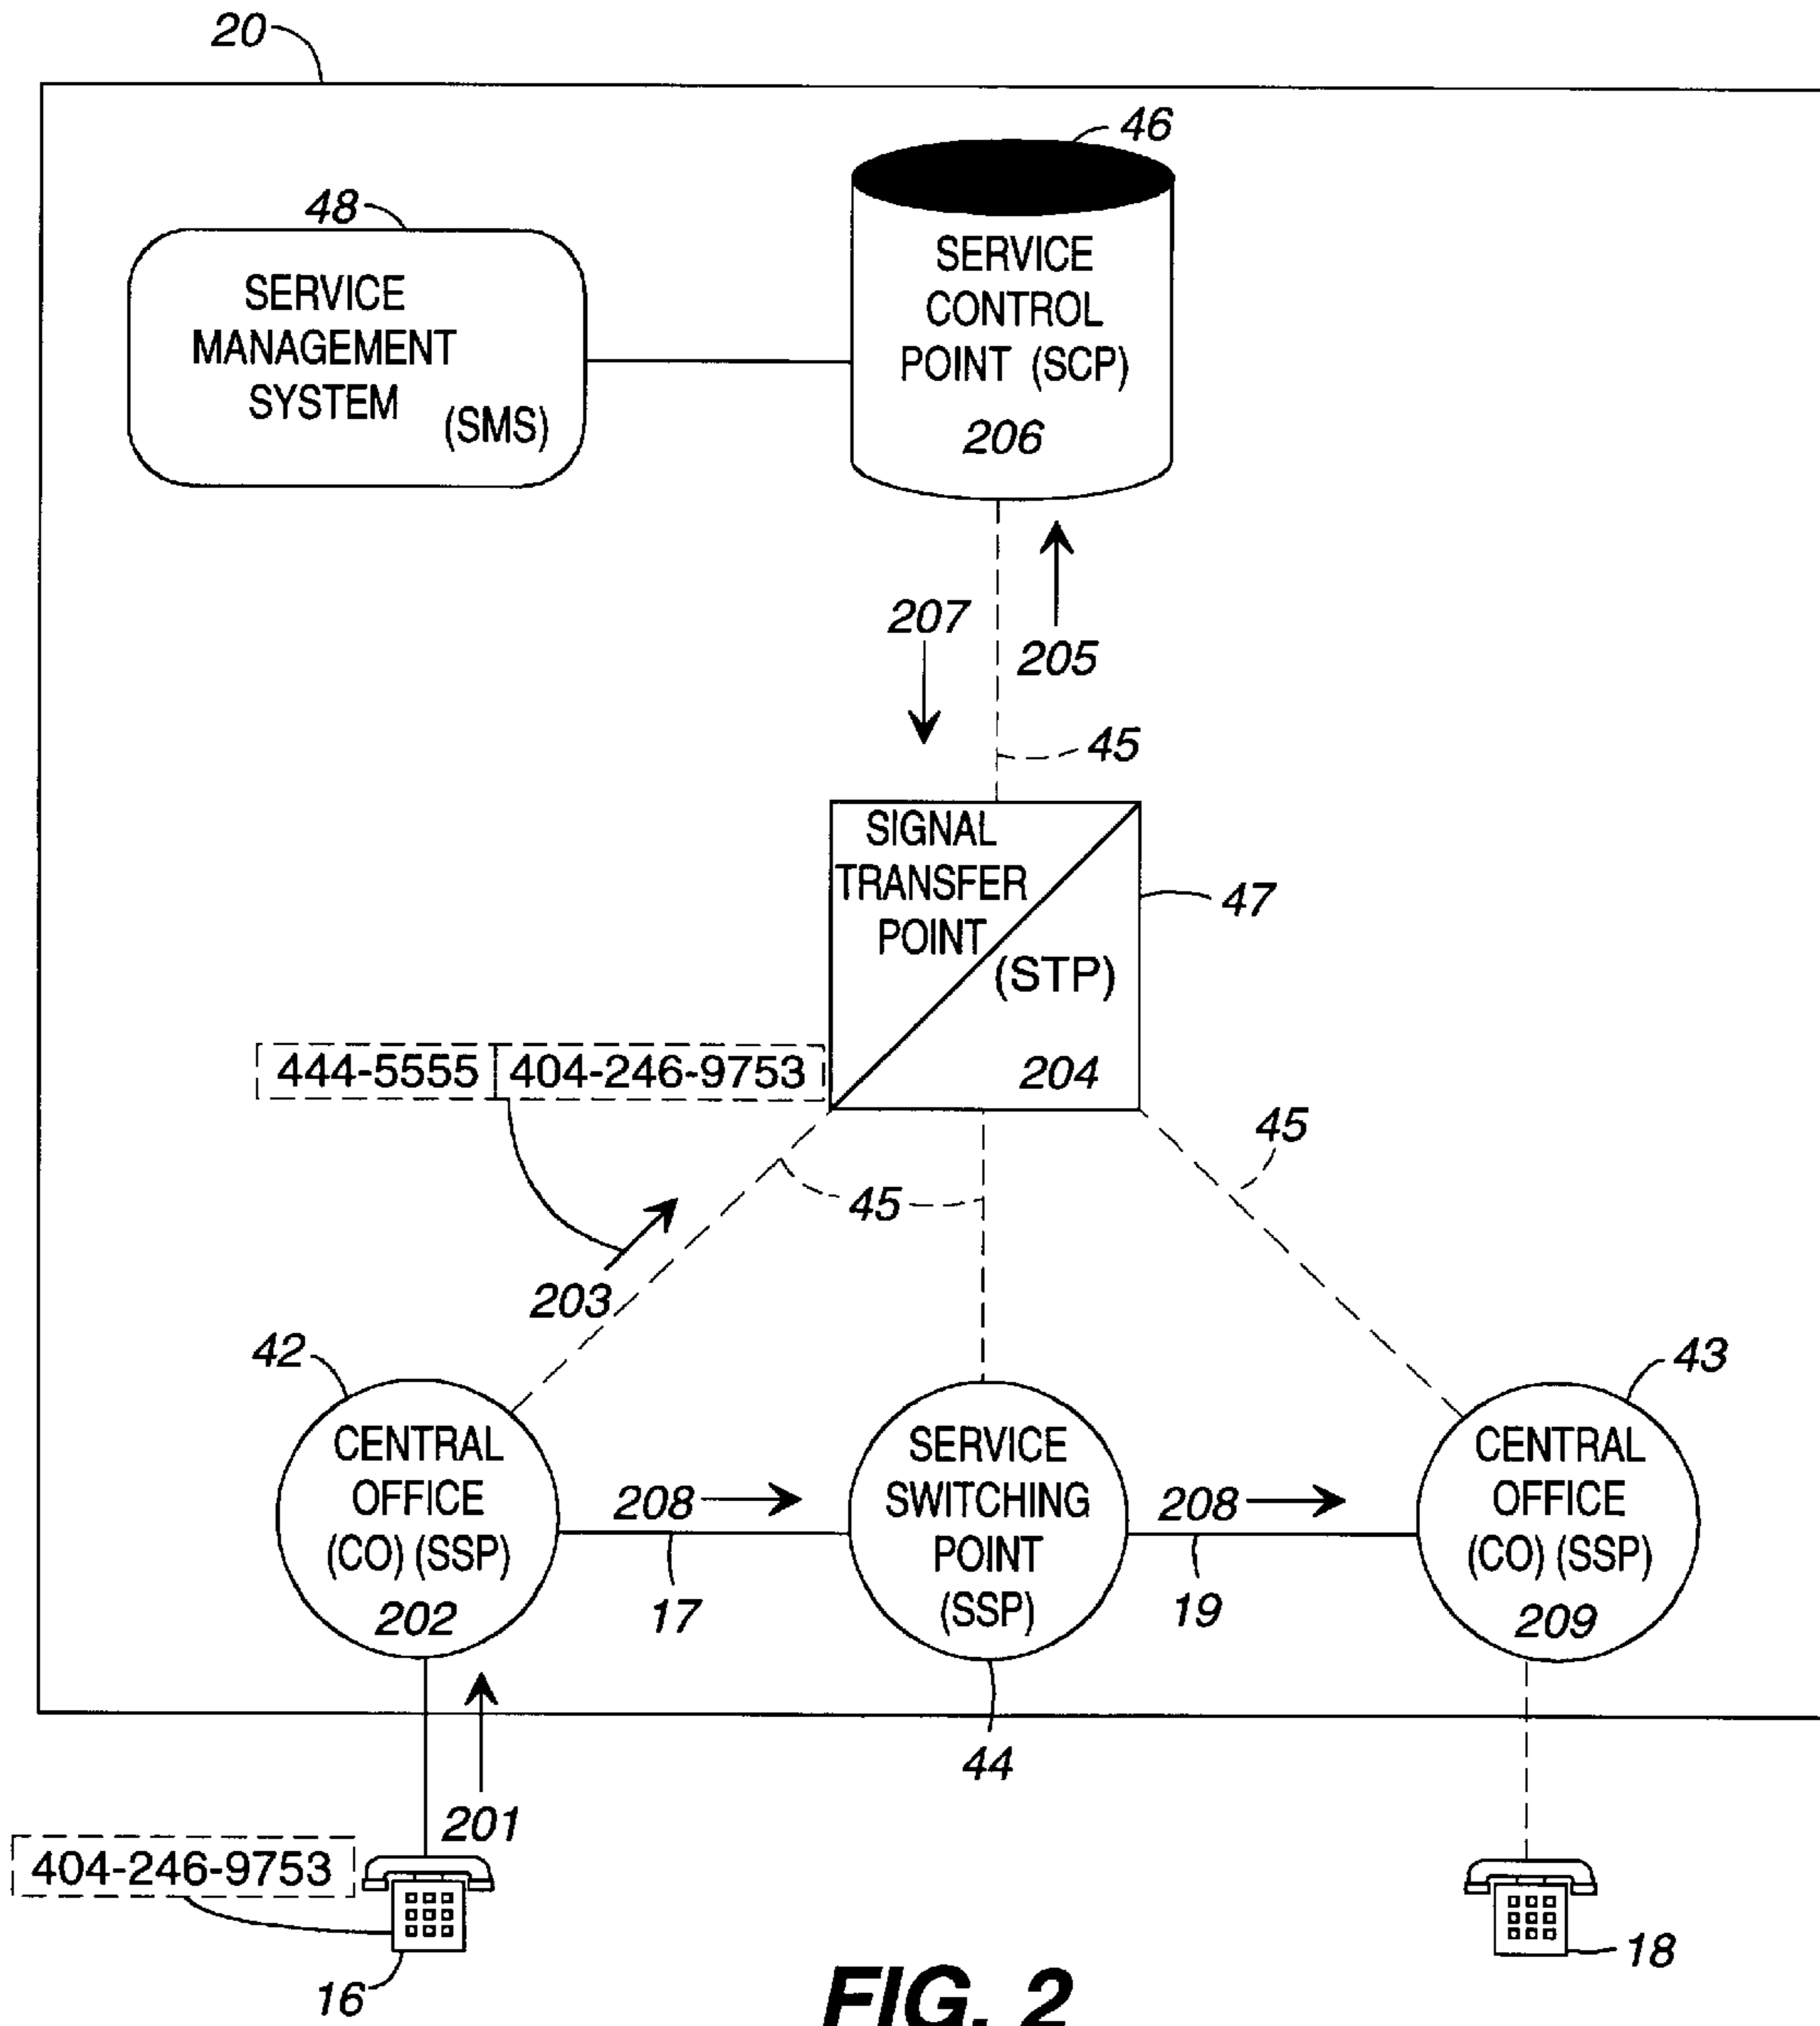 20
46
48
SERVICE
MANAGEMENT
SYSTEM
(SMS)
SERVICE
CONTROL
POINT (SCP)
206
207
205
45
SIGNAL
TRANSFER
POINT
(STP)
204
47
444-5555 404-246-9753
45
45
203
42
43
CENTRAL
OFFICE
(CO) (SSP)
202
208
17
SERVICE
SWITCHING
POINT
(SSP)
208
19
CENTRAL
OFFICE
(CO) (SSP)
209
44
201
404-246-9753
16
18
FIG. 2